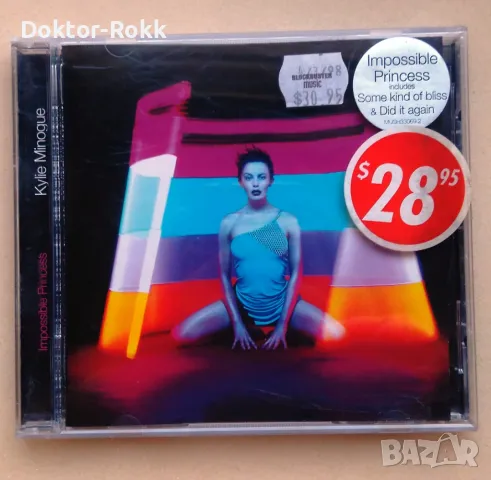 Doktor-Rokk
Kylie Minogue
Impossible Princess
BLOCKBUSTER
music
$30.95
Impossible
Princess
includes
Some kind of bliss
& Did it again
$28.95
BAZAR